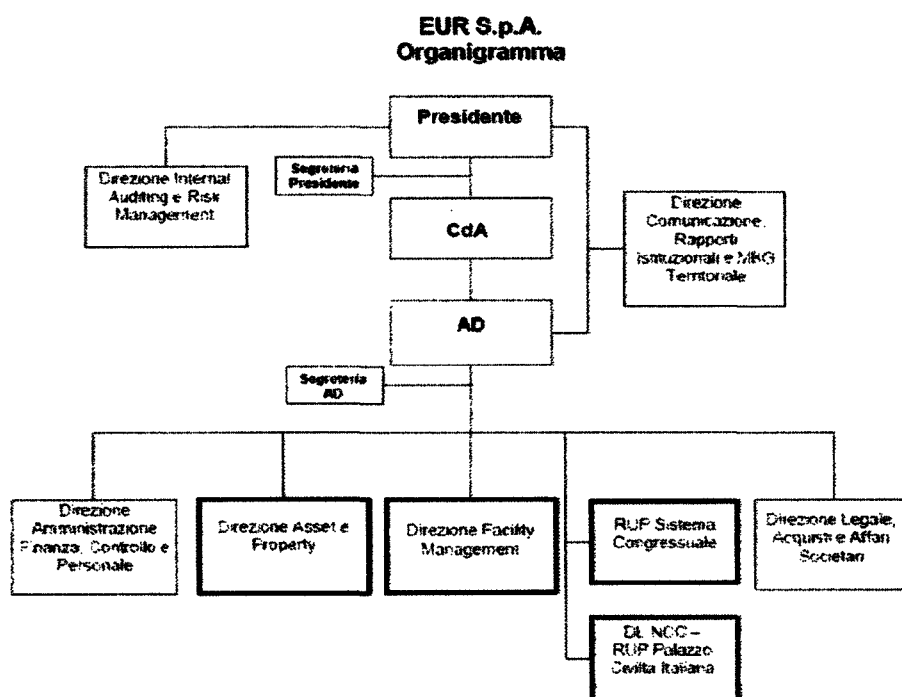 EUR S.p.A.
Organigramma
Presidente
Segreteria
Presidente
Direzione Internal
Auditing e Risk
Management
CdA
Direzione
Comunicazione,
Rapporti
Istituzionali e MKG
Territoriale
AD
Segreteria
AD
Direzione
Amministrazione
Finanza, Controllo e
Personale
Direzione Asset e
Property
Direzione Facility
Management
RUP Sistema
Congressuale
Direzione Legale,
Acquisti e Affari
Societari
DL NCC –
RUP Palazzo
Civiltà Italiana